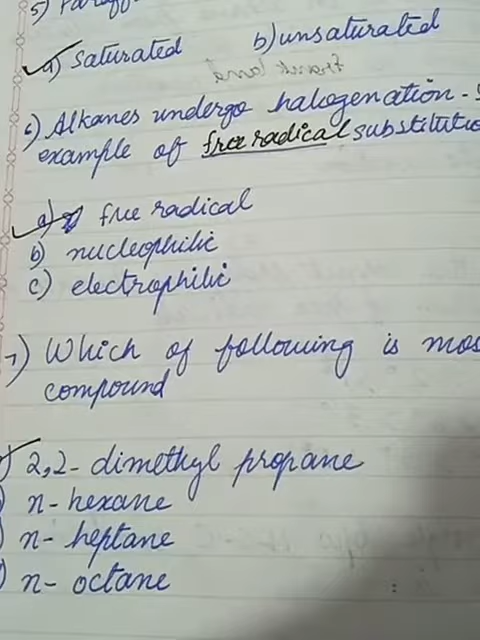 5)
a) Saturated b) unsaturated
6) Alkanes undergo halogenation.
example of free radical substitutio
a) free radical
b) nucleophilic
c) electrophilic
7) Which of following is mos
compound
2,2- dimethyl propane
n- hexane
n- heptane
n- octane